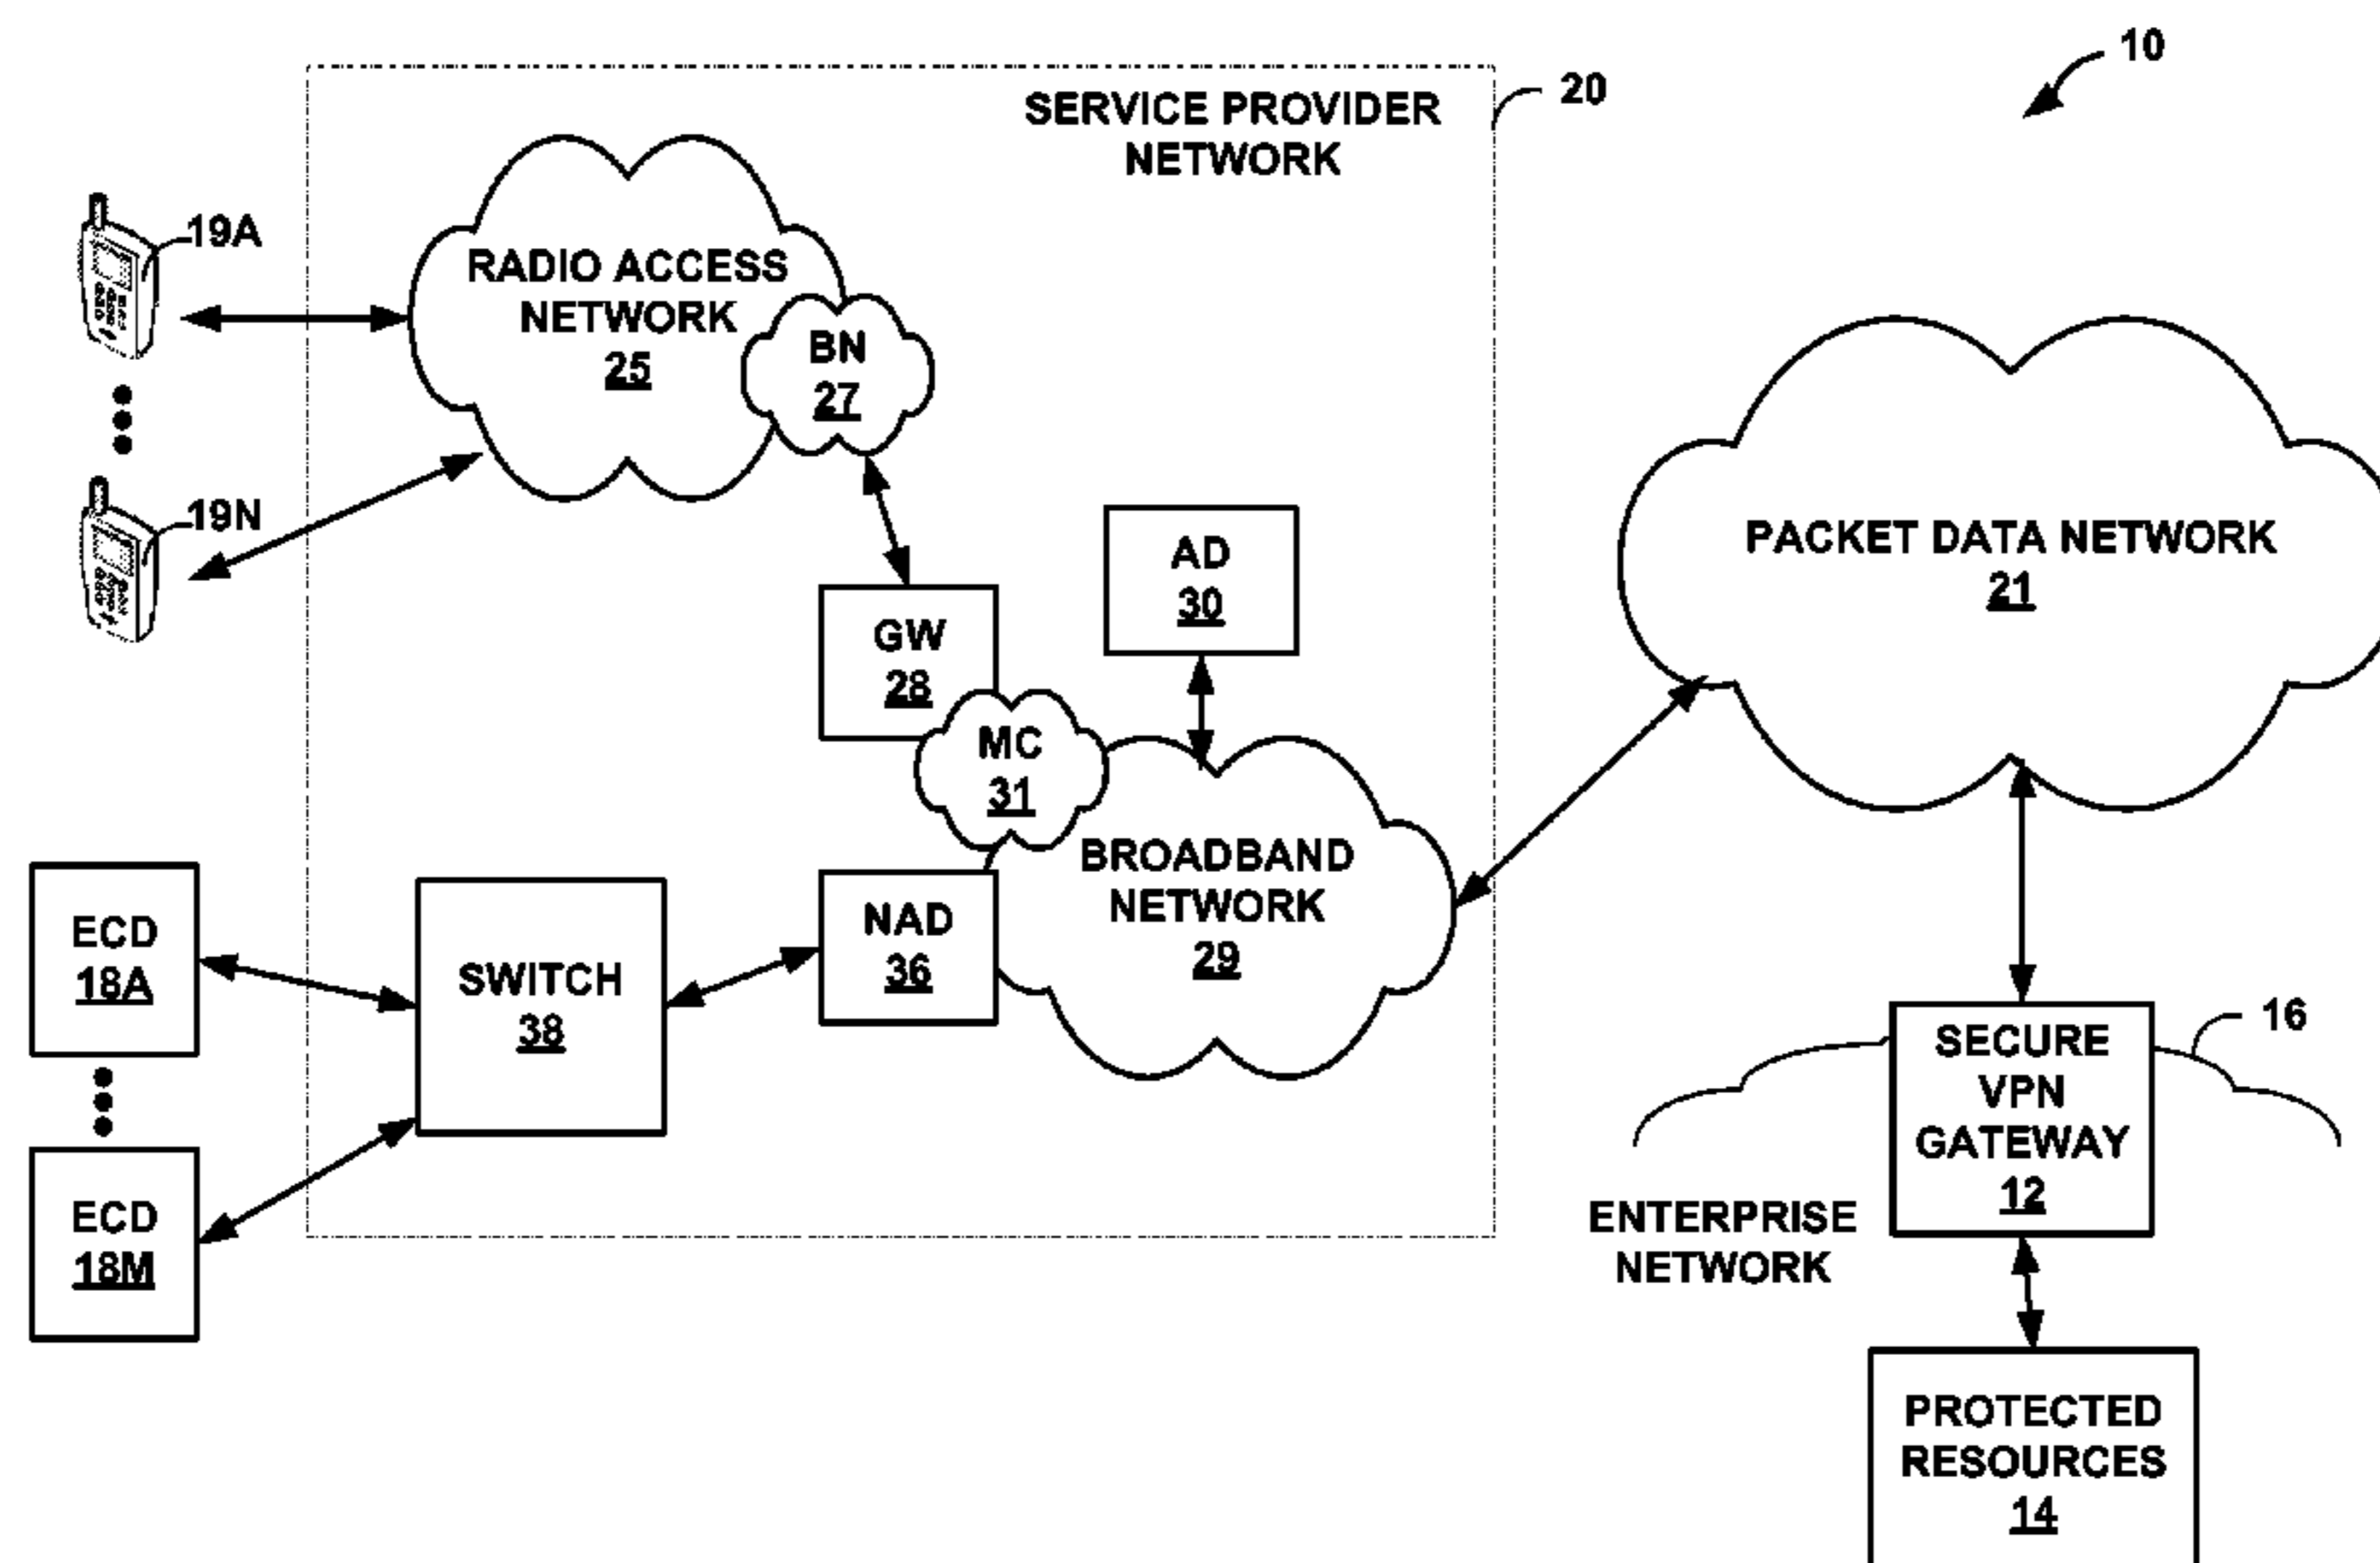 10
20
SERVICE PROVIDER
NETWORK
19A
RADIO ACCESS
NETWORK
25
BN
27
19N
AD
30
PACKET DATA NETWORK
21
GW
28
MC
31
BROADBAND
NETWORK
29
ECD
18A
SWITCH
38
NAD
36
16
SECURE
VPN
GATEWAY
12
ECD
18M
ENTERPRISE
NETWORK
PROTECTED
RESOURCES
14